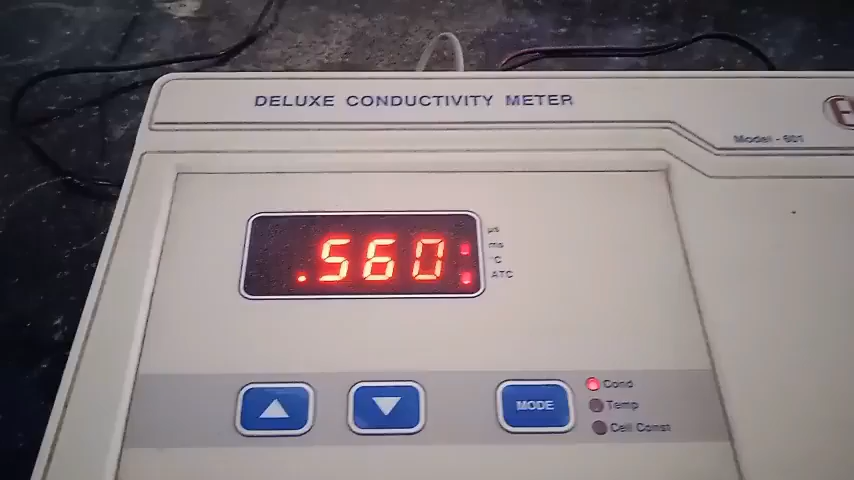 DELUXE CONDUCTIVITY METER
Model - 601
.560
µs
ms
°C
ATC
MODE
Cond
Temp
Cell Const